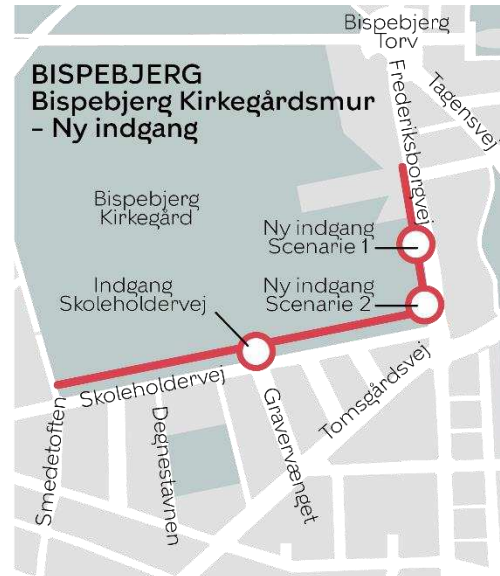 Bispebjerg
Torv
BISPEBJERG
Bispebjerg Kirkegårdsmur
– Ny indgang
Frederiksborgvej
Tagensvej
Bispebjerg
Kirkegård
Ny indgang
Scenarie 1
Indgang
Skoleholdervej
Ny indgang
Scenarie 2
Skoleholdervej
Tomsgårdsvej
Smedetoften
Degnestavnen
Gravervænget